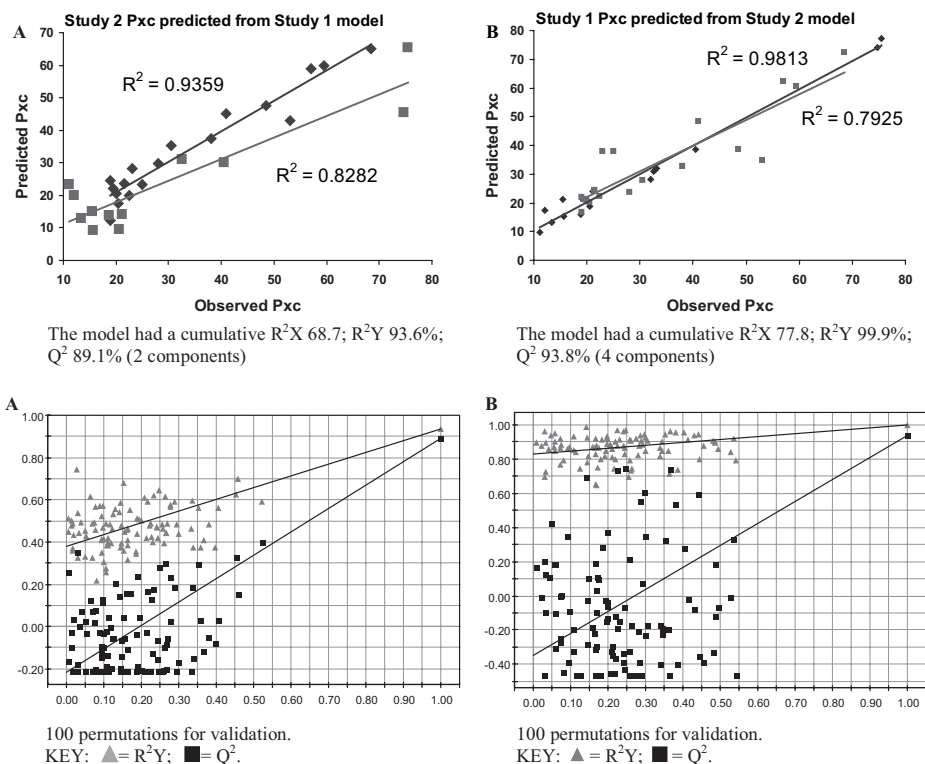 Study 2 Pxc predicted from Study 1 model
A
70
60
50
40
30
20
10
0
Predicted Pxc
R² = 0.9359
R² = 0.8282
10 20 30 40 50 60 70 80
Observed Pxc
The model had a cumulative R²X 68.7; R²Y 93.6%;
Q² 89.1% (2 components)
Study 1 Pxc predicted from Study 2 model
B
80
70
60
50
40
30
20
10
0
Predicted Pxc
R² = 0.9813
R² = 0.7925
10 20 30 40 50 60 70 80
Observed Pxc
The model had a cumulative R²X 77.8; R²Y 99.9%;
Q² 93.8% (4 components)
A
1.00
0.80
0.60
0.40
0.20
0.00
-0.20
0.00 0.10 0.20 0.30 0.40 0.50 0.60 0.70 0.80 0.90 1.00
100 permutations for validation.
KEY: ▲= R²Y; ■= Q².
B
1.00
0.80
0.60
0.40
0.20
0.00
-0.20
-0.40
0.00 0.10 0.20 0.30 0.40 0.50 0.60 0.70 0.80 0.90 1.00
100 permutations for validation.
KEY: ▲= R²Y; ■= Q².